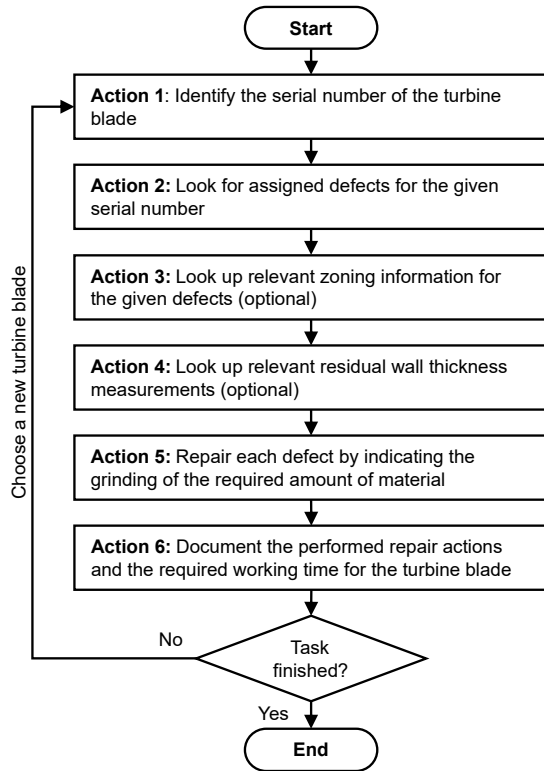 Start
Action 1: Identify the serial number of the turbine
blade
Action 2: Look for assigned defects for the given
serial number
Action 3: Look up relevant zoning information for
the given defects (optional)
Action 4: Look up relevant residual wall thickness
measurements (optional)
Action 5: Repair each defect by indicating the
grinding of the required amount of material
Action 6: Document the performed repair actions
and the required working time for the turbine blade
Choose a new turbine blade
No
Task
finished?
Yes
End